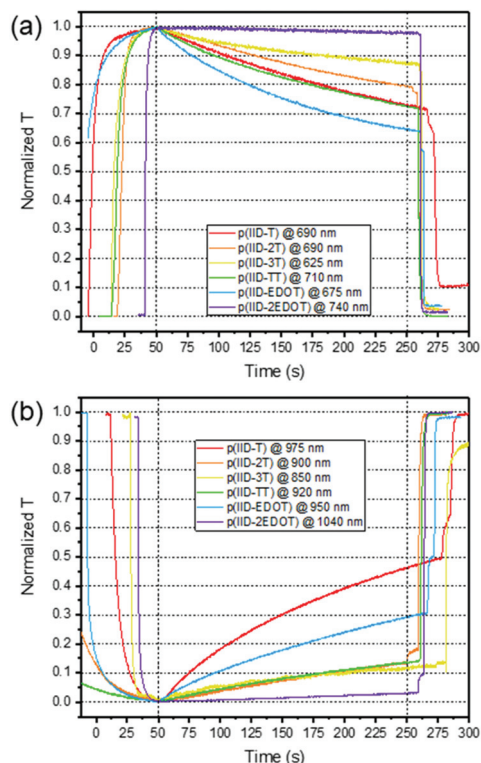 (a)
1.0
0.9
0.8
0.7
0.6
0.5
0.4
0.3
0.2
0.1
0.0
Normalized T
p(IID-T) @ 690 nm
p(IID-2T) @ 690 nm
p(IID-3T) @ 625 nm
p(IID-TT) @ 710 nm
p(IID-EDOT) @ 675 nm
p(IID-2EDOT) @ 740 nm
0 25 50 75 100 125 150 175 200 225 250 275 300
Time (s)
(b)
1.0
0.9
0.8
0.7
0.6
0.5
0.4
0.3
0.2
0.1
0.0
Normalized T
p(IID-T) @ 975 nm
p(IID-2T) @ 900 nm
p(IID-3T) @ 850 nm
p(IID-TT) @ 920 nm
p(IID-EDOT) @ 950 nm
p(IID-2EDOT) @ 1040 nm
0 25 50 75 100 125 150 175 200 225 250 275 300
Time (s)